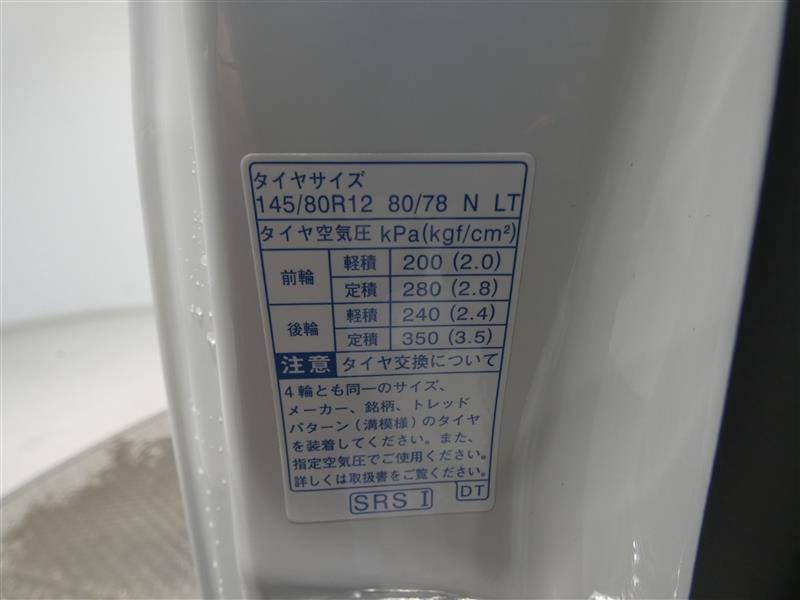 タイヤサイズ
145/80R12 80/78 N LT
タイヤ空気圧 kPa(kgf/cm²)
前輪 軽積 200 (2.0)
定積 280 (2.8)
後輪 軽積 240 (2.4)
定積 350 (3.5)
注意 タイヤ交換について
4輪とも同一のサイズ、
メーカー、銘柄、トレッド
パターン(溝模様)のタイヤ
を装着してください。また、
指定空気圧でご使用ください。
詳しくは取扱書をご覧ください。
SRS I DT